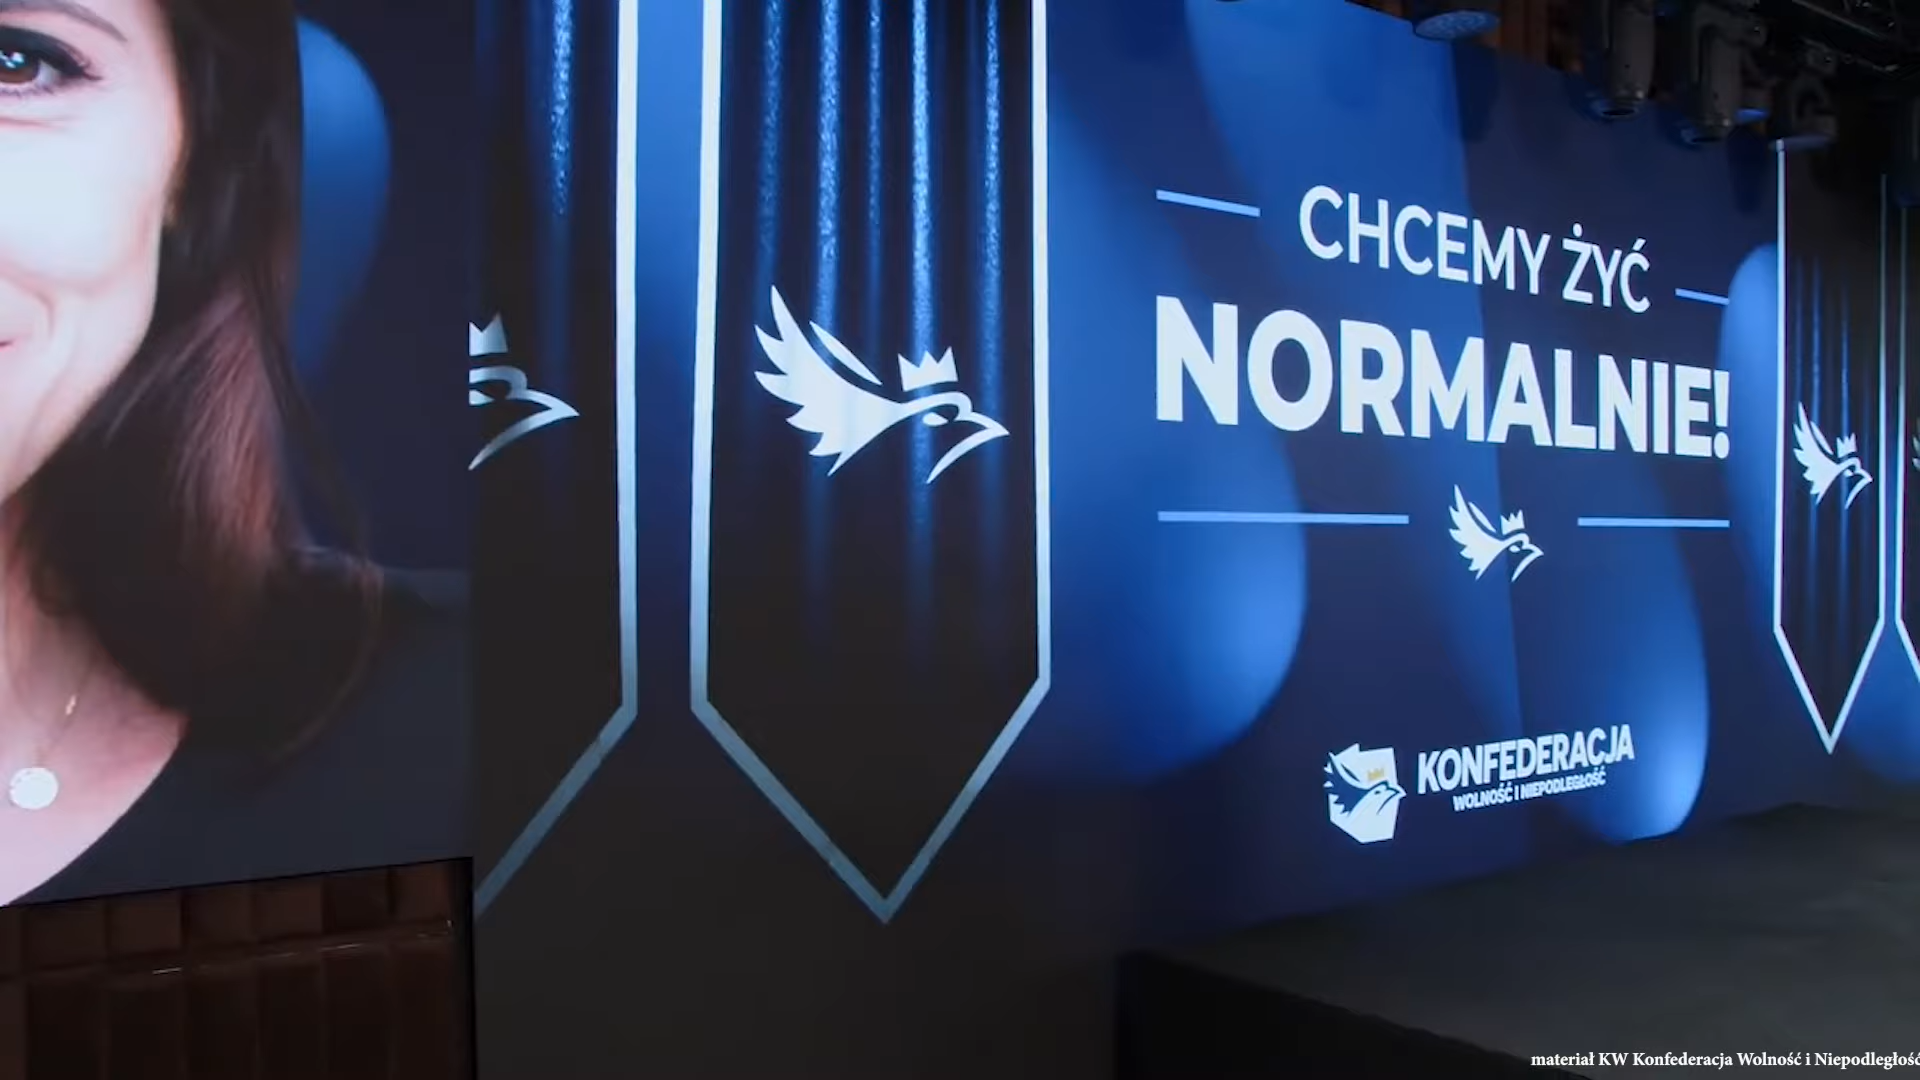 CHCEMY ŻYĆ
NORMALNIE!
KONFEDERACJA
WOLNOŚĆ I NIEPODLEGŁOŚĆ
materiał KW Konfederacja Wolność i Niepodległość